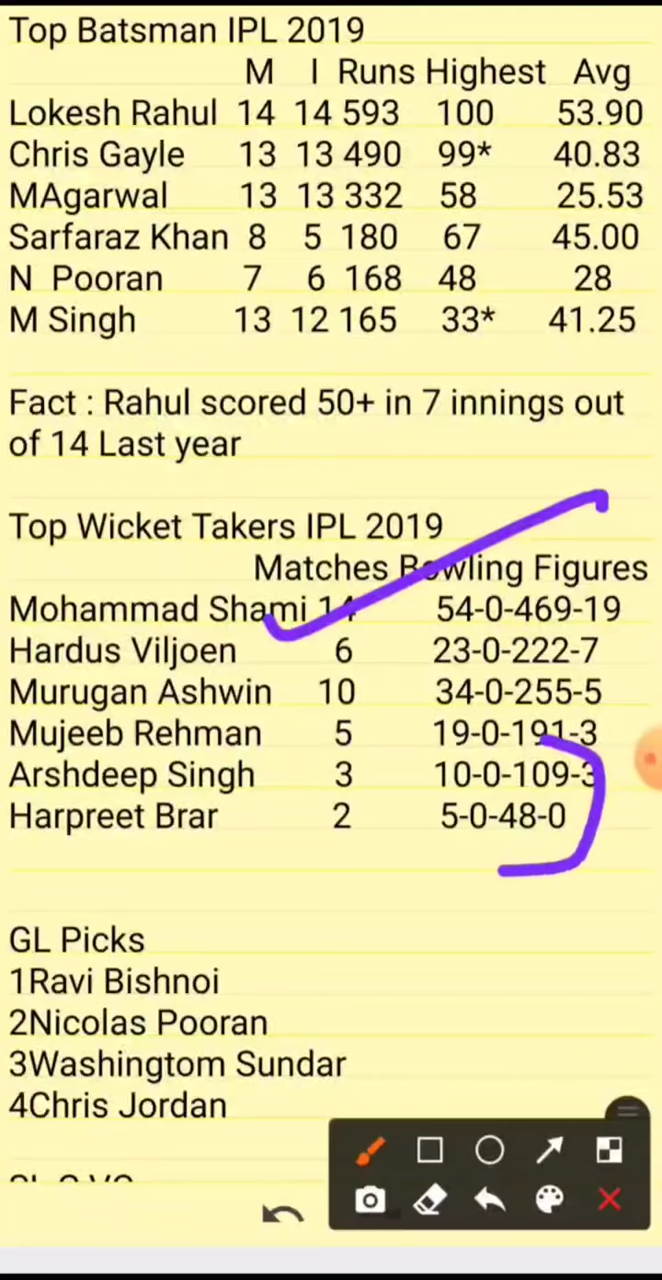 Top Batsman IPL 2019
M I Runs Highest Avg
Lokesh Rahul 14 14 593 100 53.90
Chris Gayle 13 13 490 99* 40.83
MAgarwal 13 13 332 58 25.53
Sarfaraz Khan 8 5 180 67 45.00
N Pooran 7 6 168 48 28
M Singh 13 12 165 33* 41.25
Fact : Rahul scored 50+ in 7 innings out
of 14 Last year
Top Wicket Takers IPL 2019
Matches Bowling Figures
Mohammad Shami 14 54-0-469-19
Hardus Viljoen 6 23-0-222-7
Murugan Ashwin 10 34-0-255-5
Mujeeb Rehman 5 19-0-191-3
Arshdeep Singh 3 10-0-109-3
Harpreet Brar 2 5-0-48-0
GL Picks
1Ravi Bishnoi
2Nicolas Pooran
3Washingtom Sundar
4Chris Jordan